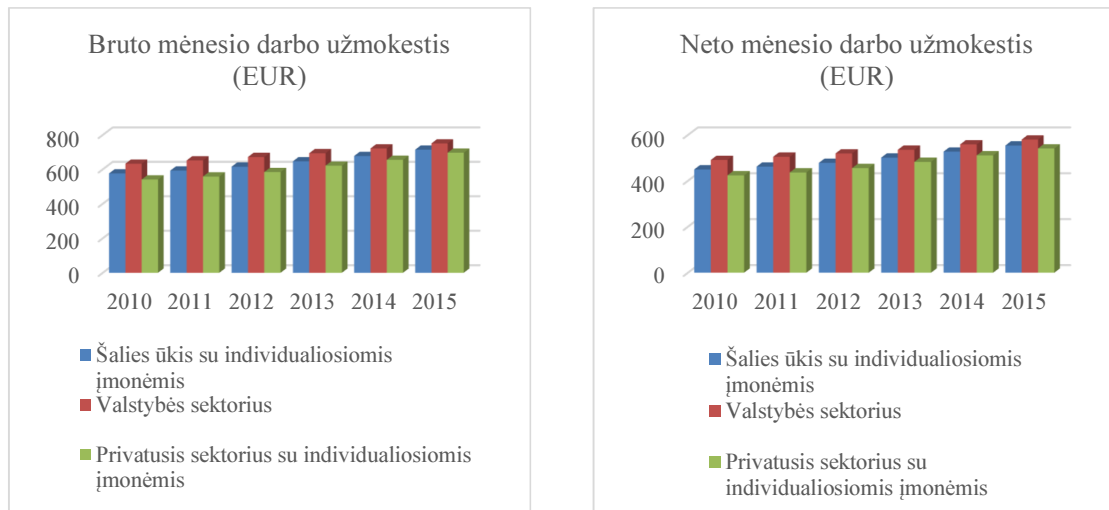 Bruto mėnesio darbo užmokestis
(EUR)
800
600
400
200
0
2010 2011 2012 2013 2014 2015
Šalies ūkis su individualiosiomis
įmonėmis
Valstybės sektorius
Privatusis sektorius su individualiosiomis
įmonėmis
Neto mėnesio darbo užmokestis
(EUR)
600
400
200
0
2010 2011 2012 2013 2014 2015
Šalies ūkis su individualiosiomis
įmonėmis
Valstybės sektorius
Privatusis sektorius su
individualiosiomis įmonėmis